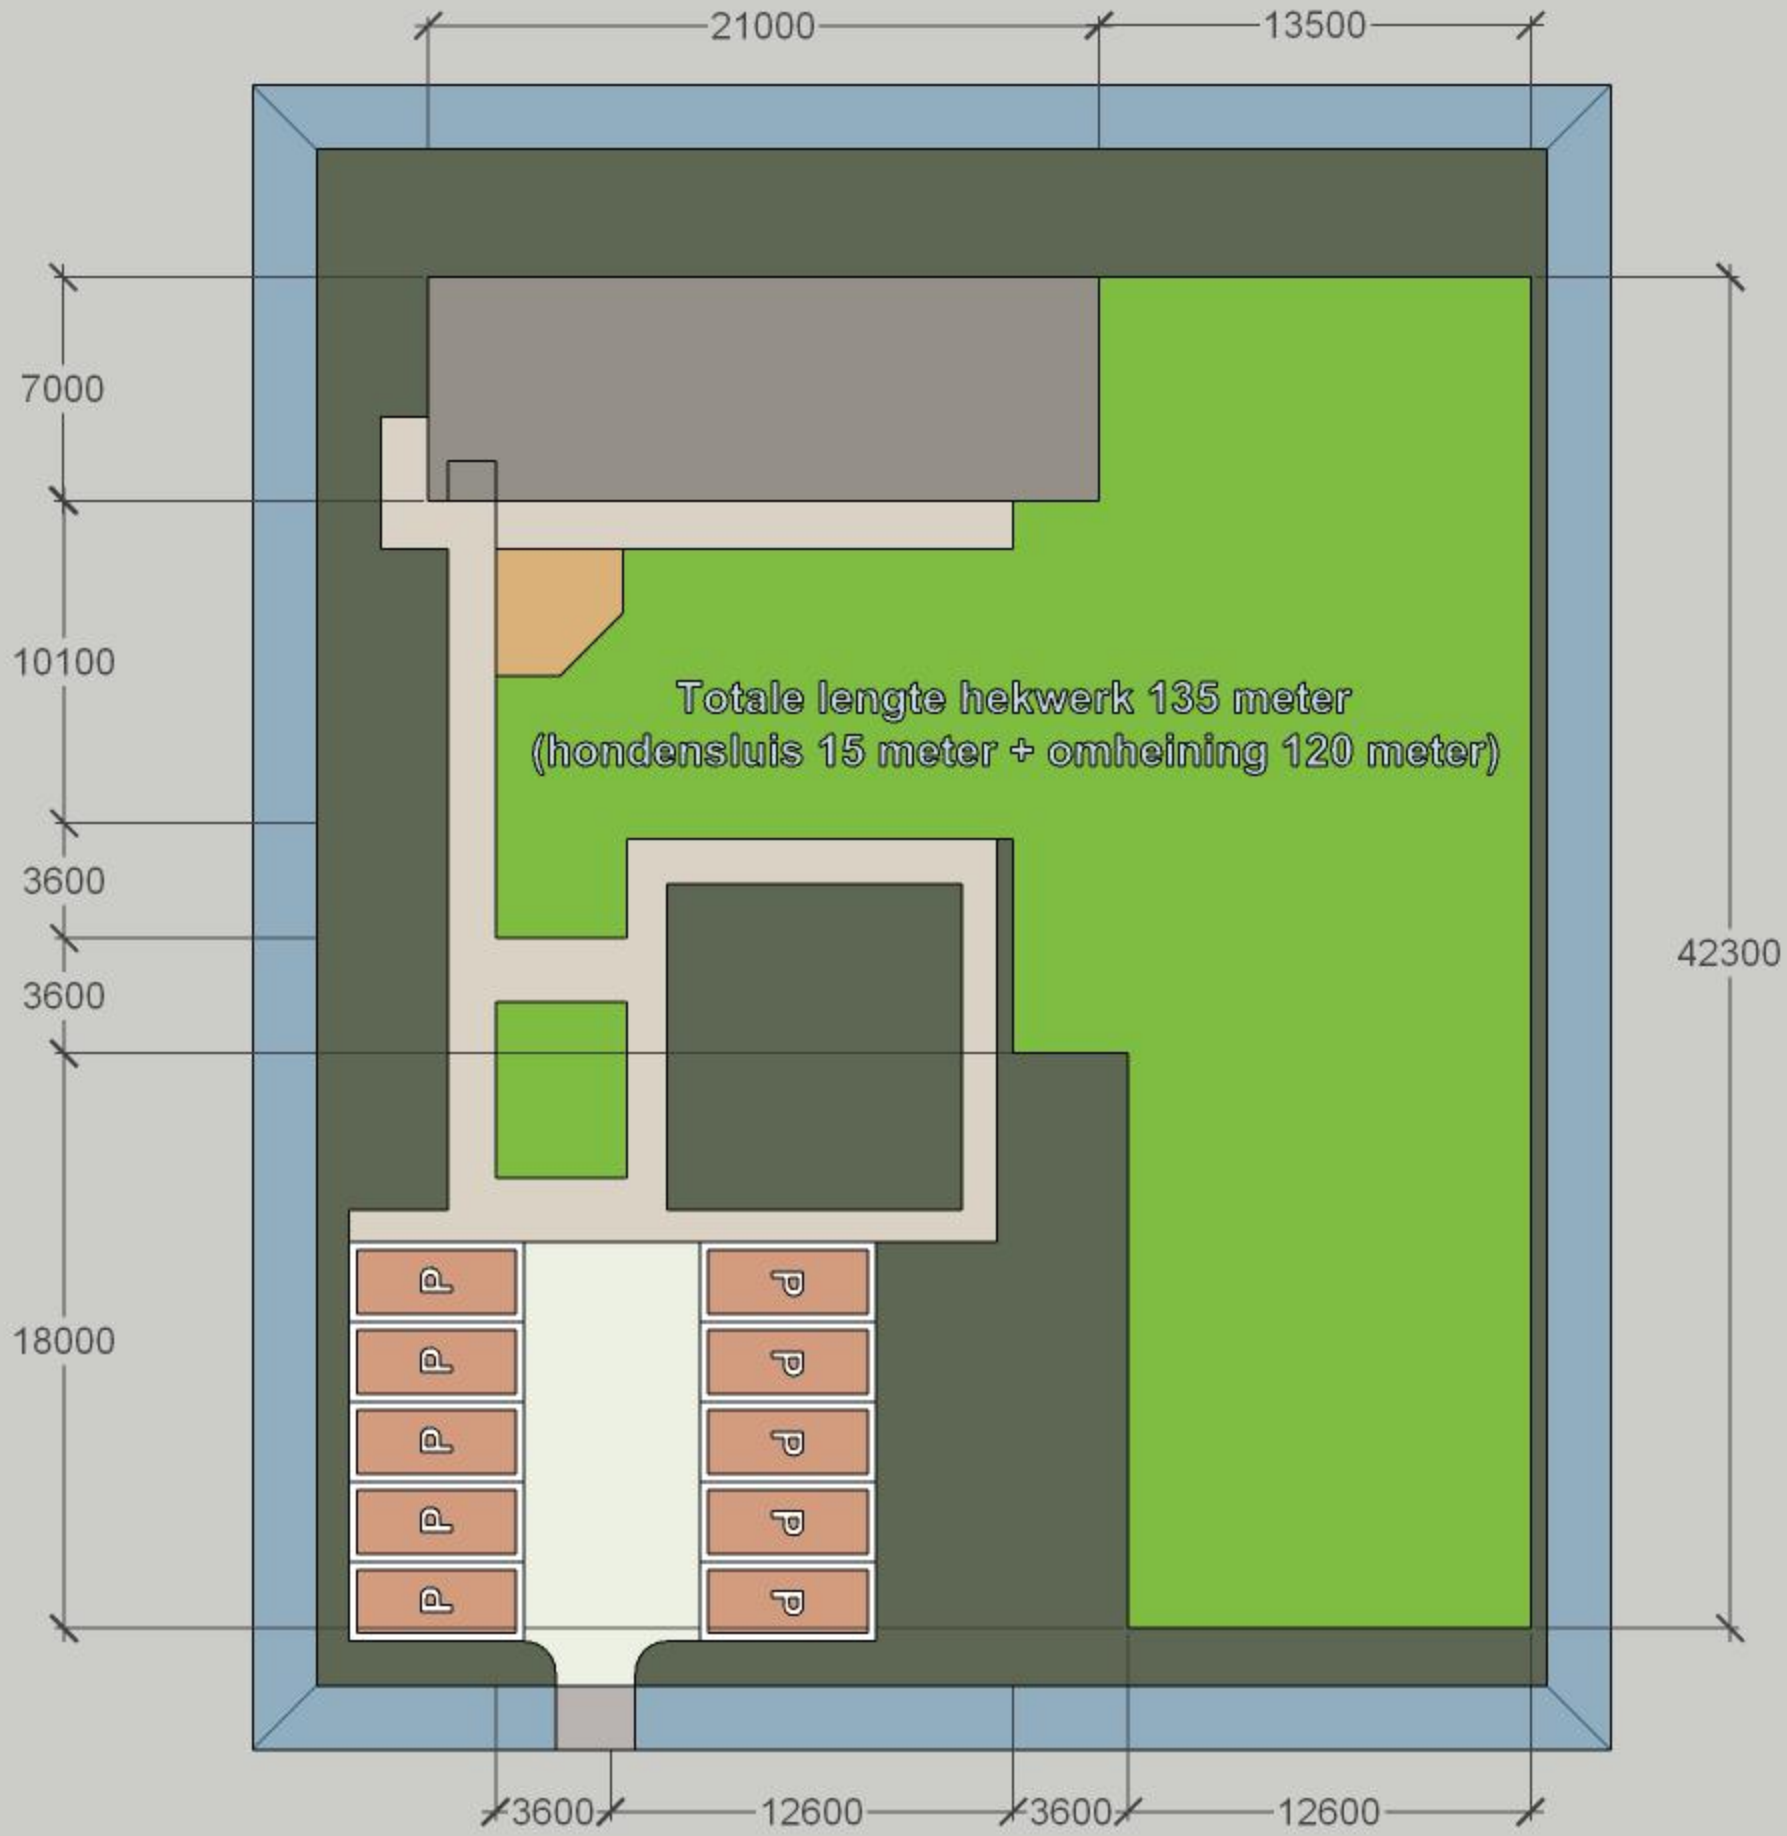 21000 13500
7000
10100
Totale lengte hekwerk 135 meter
(hondensluis 15 meter + omheining 120 meter)
3600
42300
3600
18000
P P
P P
P P
P P
P P
3600 12600 3600 12600